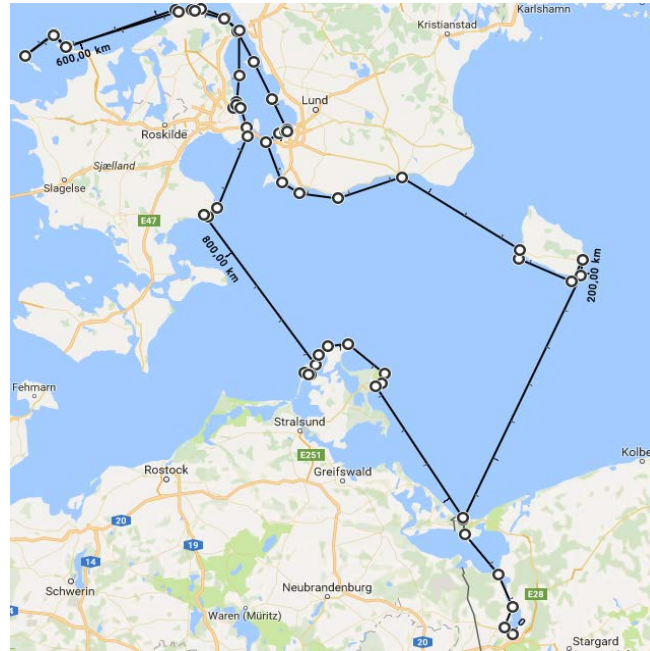 Karlshamn
Kristianstad
600,00 km
Lund
Roskilde
Sjælland
Slagelse
E47
800,00 km
200,00 km
Fehmarn
Stralsund
E251
Kolbe
Rostock
Greifswald
20
19
14
Schwerin
Neubrandenburg
E28
Waren (Müritz)
0
20
Stargard